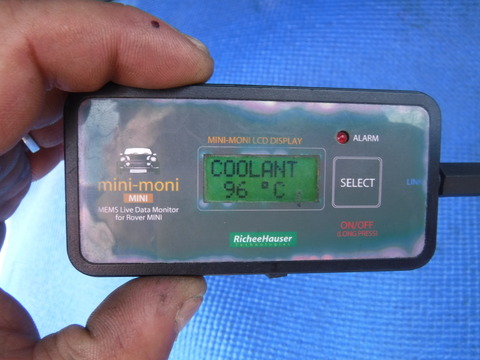 MINI-MONI LCD DISPLAY
ALARM
COOLANT
96 °C
SELECT
mini-moni
MINI
MEMS Live Data Monitor
for Rover MINI
ON/OFF
(LONG PRESS)
RicheeHauser
Technologies